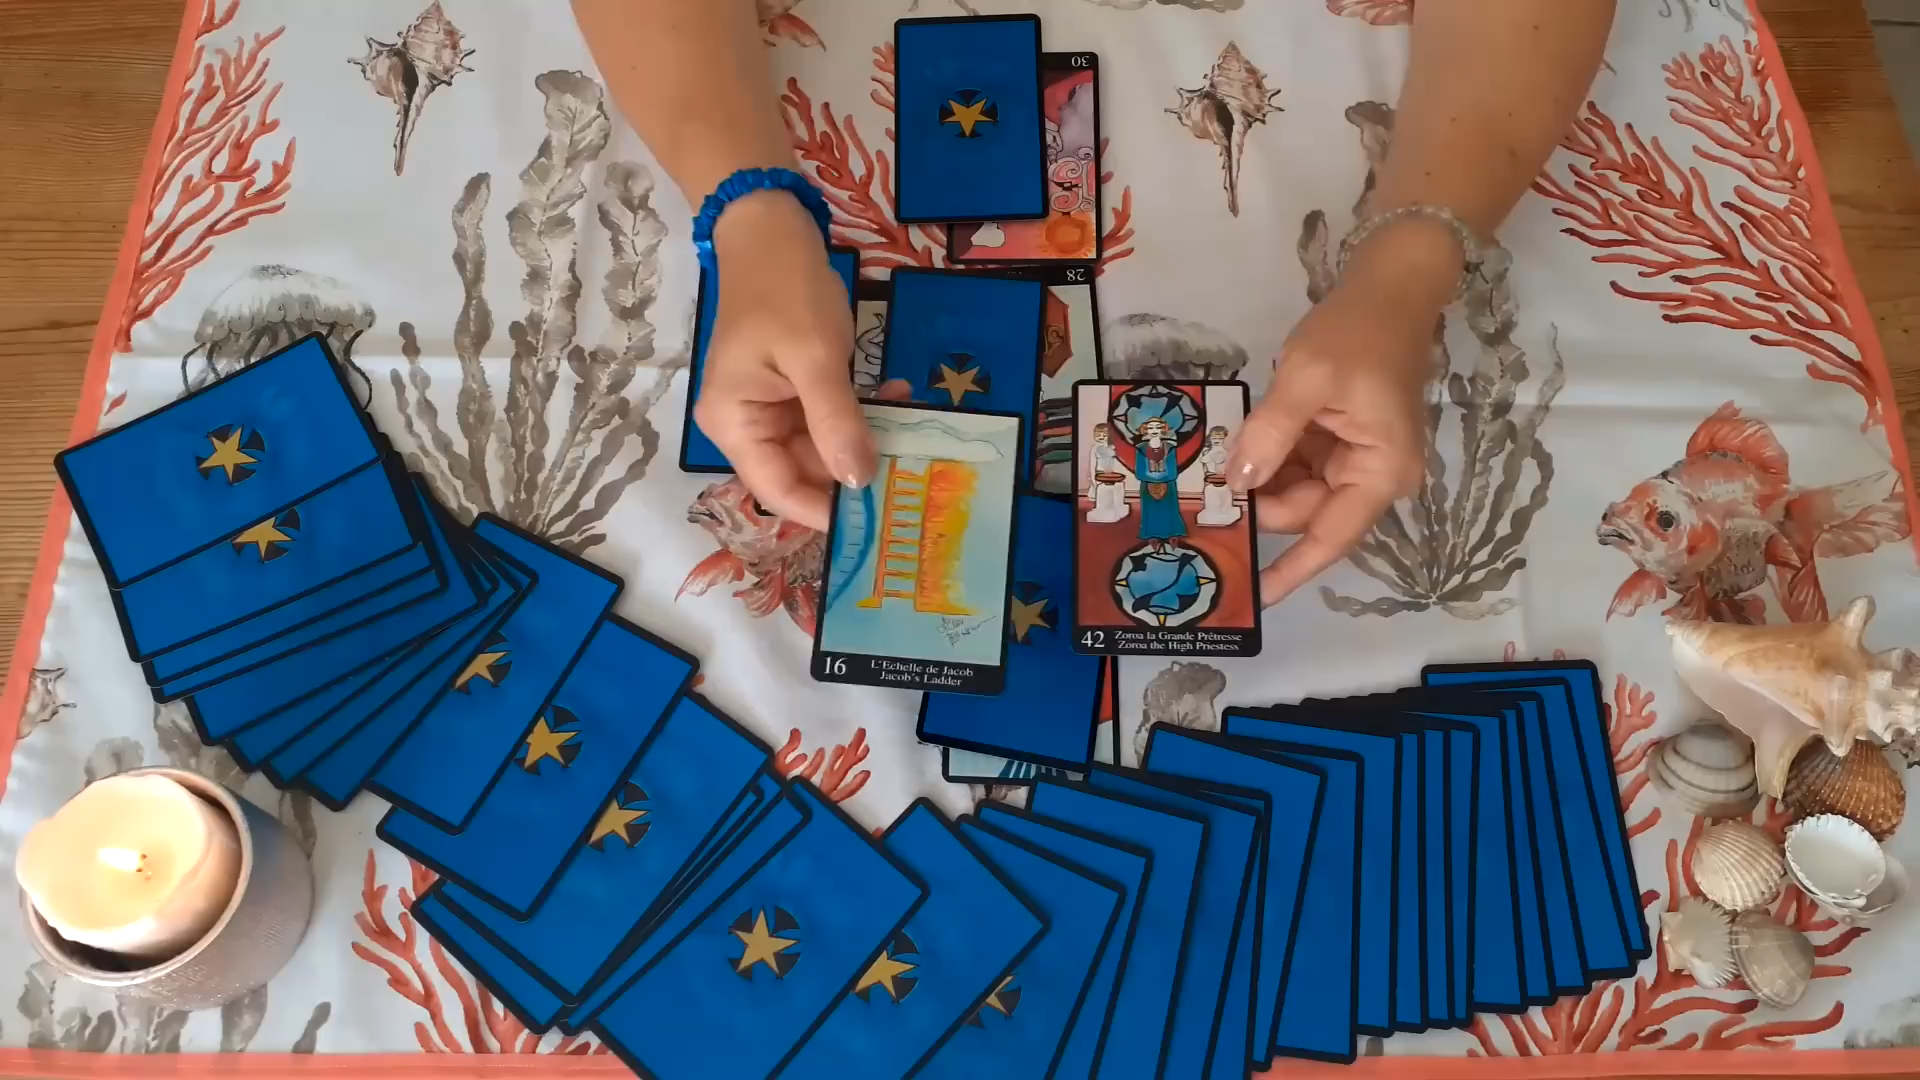 30
28
16 L'Echelle de Jacob
Jacob's Ladder
42 Zoroa la Grande Prêtresse
Zoroa the High Priestess